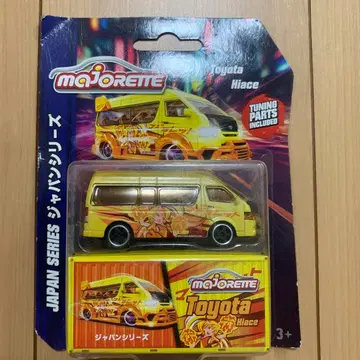 majorette
Toyota
Hiace
TUNING
PARTS
INCLUDED
JAPAN SERIES ジャパンシリーズ
majorette
Toyota
Hiace
ジャパンシリーズ
3+